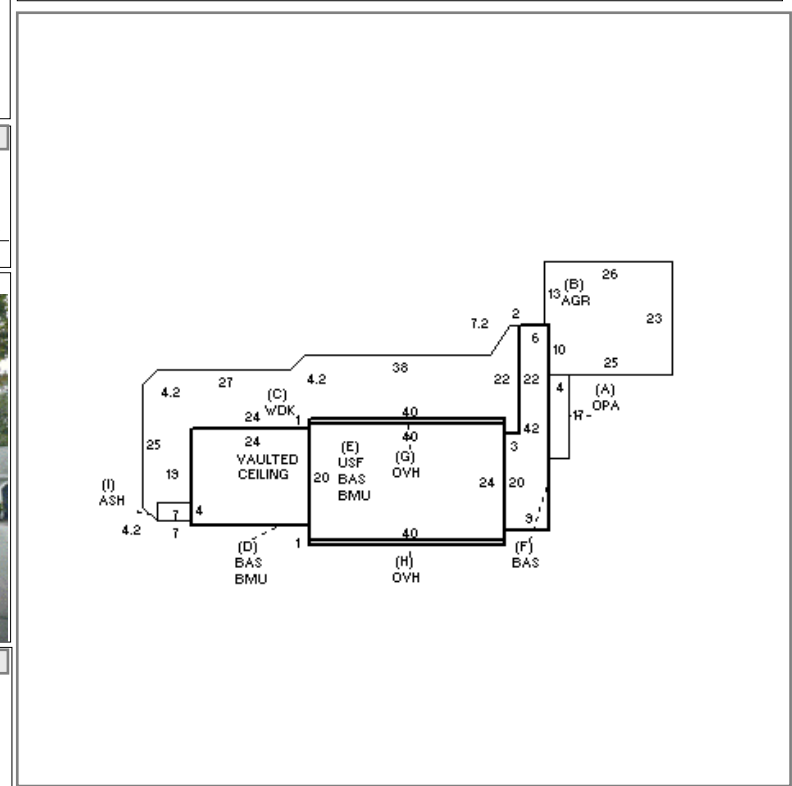 26
(B)
13
AGR
23
2
7.2
6
10
38
25
4.2
27
4.2
22
22
4
(A)
OPA
(C)
WDK
24
1
40
17
40
42
24
VAULTED
CEILING
(E)
USF
BAS
BMU
(G)
OVH
3
25
19
20
24
20
(I)
ASH
7
4
9
4.2
7
40
1
(D)
BAS
BMU
(H)
OVH
(F)
BAS